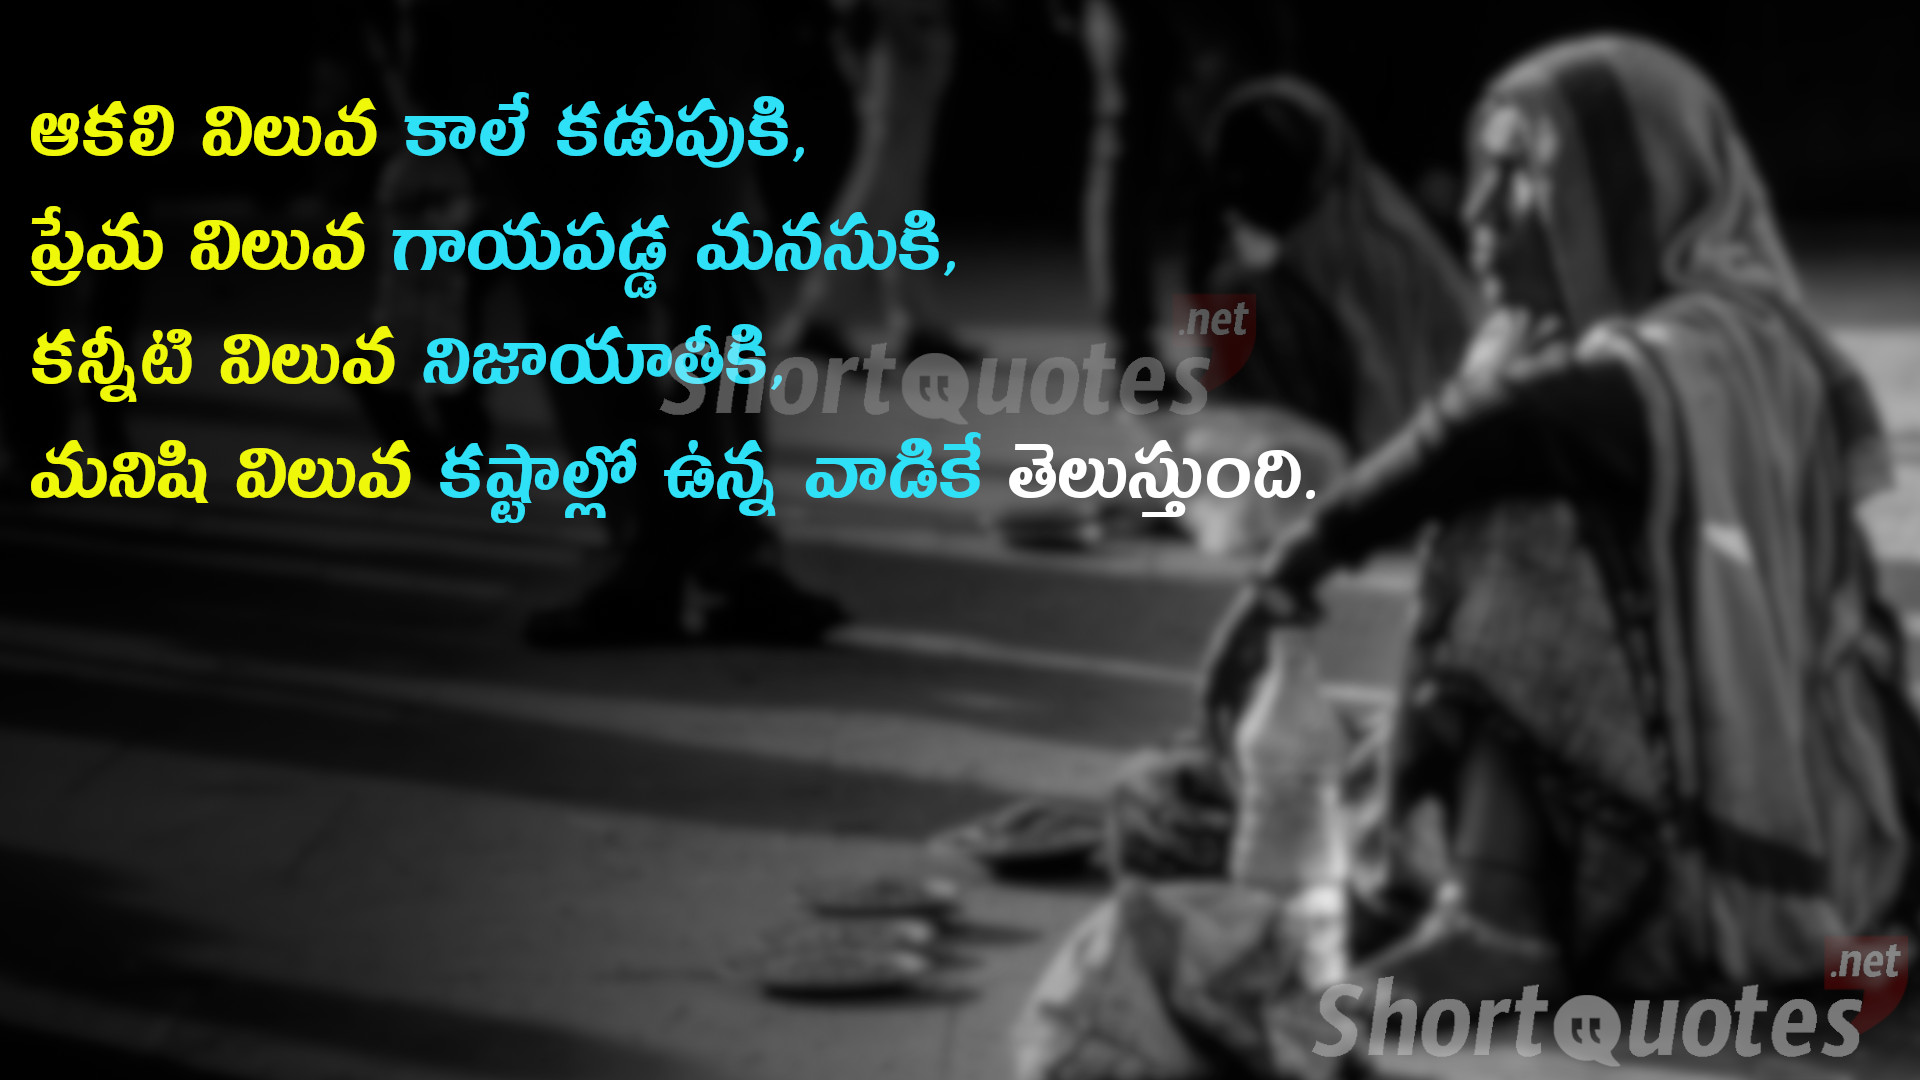 ఆకలి విలువ కాలే కడుపుకి,
ప్రేమ విలువ గాయపడ్డ మనసుకి,
కన్నీటి విలువ నిజాయాతీకి,
మనిషి విలువ కష్టాల్లో ఉన్న వాడికే తెలుస్తుంది.
ShortQuotes.net
ShortQuotes.net